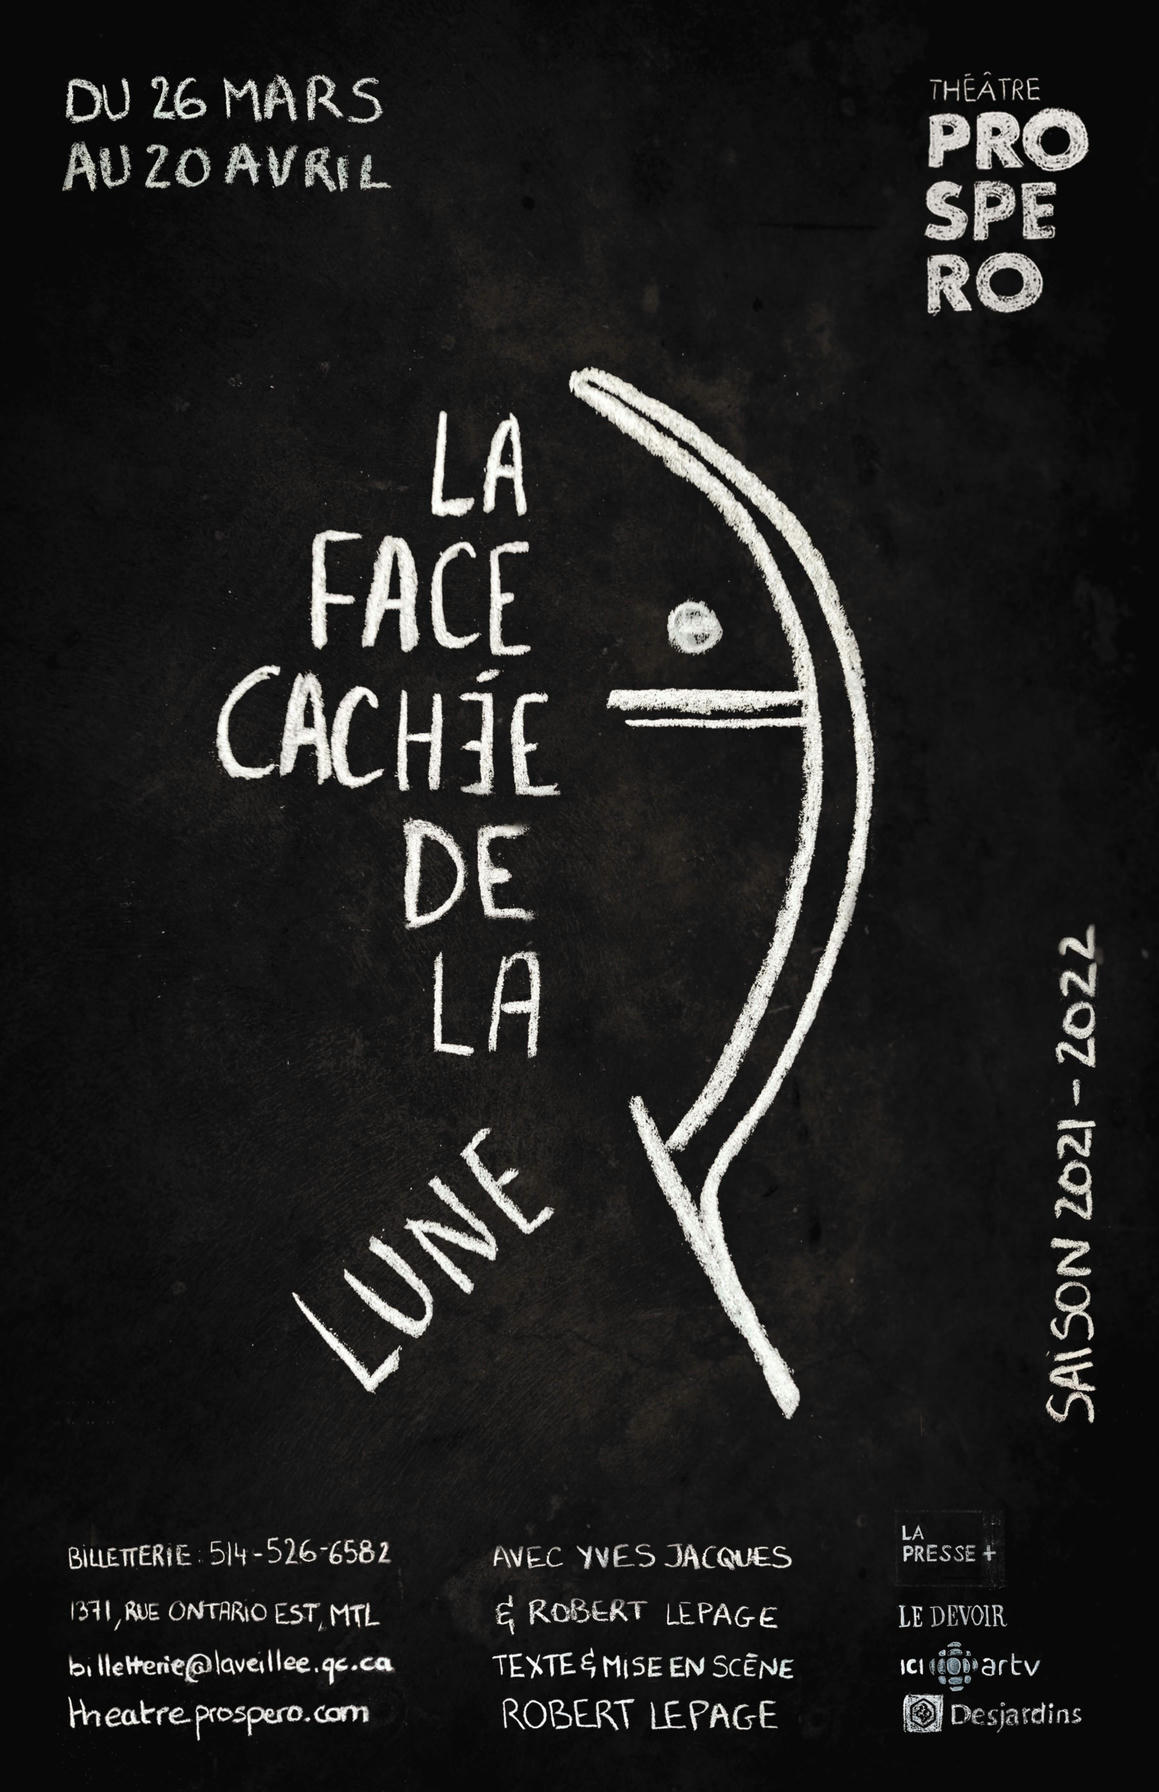 DU 26 MARS
AU 20 AVRIL
THÉÂTRE
PRO
SPE
RO
LA
FACE
CACHÉE
DE
LA
LUNE
SAISON 2021-2022
BILLETTERIE : 514-526-6582
1371, RUE ONTARIO EST, MTL
billetterie@laveillee.qc.ca
theatreprospero.com
AVEC YVES JACQUES
& ROBERT LEPAGE
TEXTE & MISE EN SCÈNE
ROBERT LEPAGE
LA
PRESSE +
LE DEVOIR
ICI artv
Desjardins